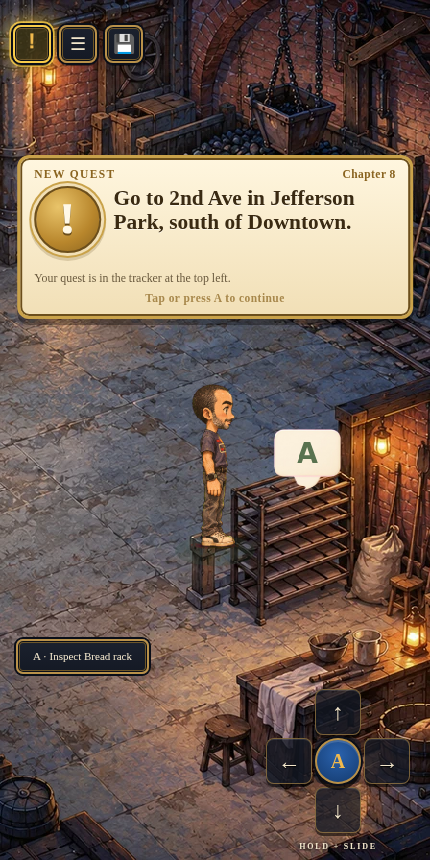 !
☰
💾
NEW QUEST
Chapter 8
!
Go to 2nd Ave in Jefferson
Park, south of Downtown.
Your quest is in the tracker at the top left.
Tap or press A to continue
A
A · Inspect Bread rack
↑
← A →
↓
HOLD · SLIDE